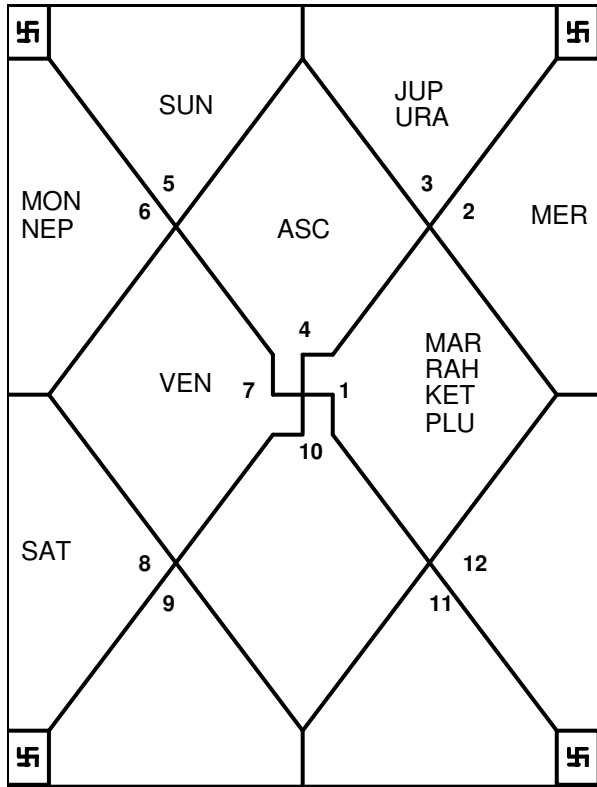 SUN
JUP
URA
5
3
MON
NEP
6
2
MER
ASC
4
MAR
RAH
KET
PLU
VEN
7
1
10
SAT
8
12
9
11